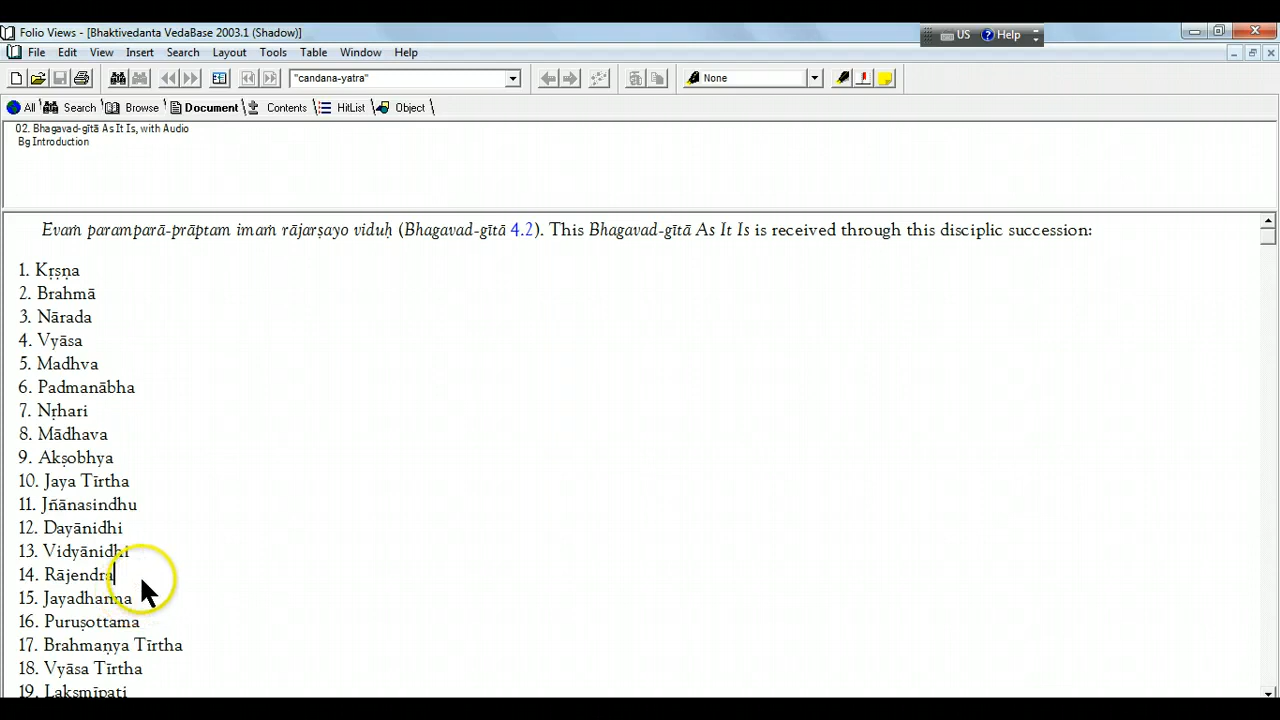 Folio Views - [Bhaktivedanta VedaBase 2003.1 (Shadow)]
US Help
File Edit View Insert Search Layout Tools Table Window Help
"candana-yatra" None
All Search Browse Document Contents HitList Object
02. Bhagavad-gītā As It Is, with Audio
Bg Introduction
Evaṁ paramparā-prāptam imaṁ rājarṣayo viduḥ (Bhagavad-gītā 4.2). This Bhagavad-gītā As It Is is received through this disciplic succession:
1. Kṛṣṇa
2. Brahmā
3. Nārada
4. Vyāsa
5. Madhva
6. Padmanābha
7. Nṛhari
8. Mādhava
9. Akṣobhya
10. Jaya Tīrtha
11. Jñānasindhu
12. Dayānidhi
13. Vidyānidhi
14. Rājendra
15. Jayadharma
16. Puruṣottama
17. Brahmaṇya Tīrtha
18. Vyāsa Tīrtha
19. Lakṣmīpati